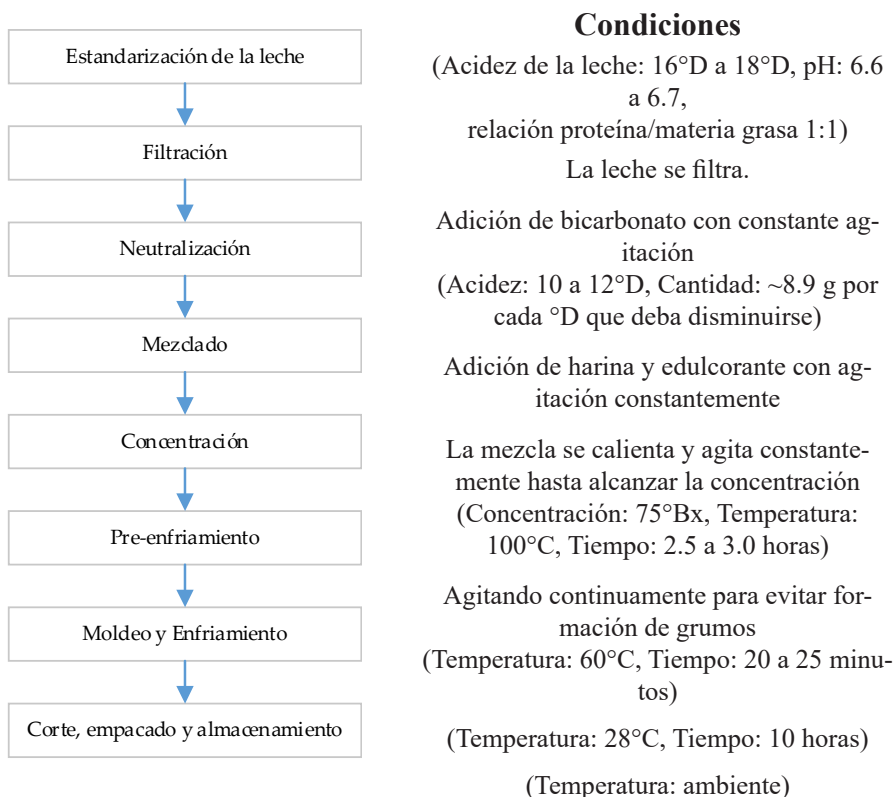 Estandarización de la leche
Filtración
Neutralización
Mezclado
Concentración
Pre-enfriamiento
Moldeo y Enfriamiento
Corte, empacado y almacenamiento
Condiciones
(Acidez de la leche: 16°D a 18°D, pH: 6.6
a 6.7,
relación proteína/materia grasa 1:1)
La leche se filtra.
Adición de bicarbonato con constante ag-
itación
(Acidez: 10 a 12°D, Cantidad: ~8.9 g por
cada °D que deba disminuirse)
Adición de harina y edulcorante con ag-
itación constantemente
La mezcla se calienta y agita constante-
mente hasta alcanzar la concentración
(Concentración: 75°Bx, Temperatura:
100°C, Tiempo: 2.5 a 3.0 horas)
Agitando continuamente para evitar for-
mación de grumos
(Temperatura: 60°C, Tiempo: 20 a 25 minu-
tos)
(Temperatura: 28°C, Tiempo: 10 horas)
(Temperatura: ambiente)